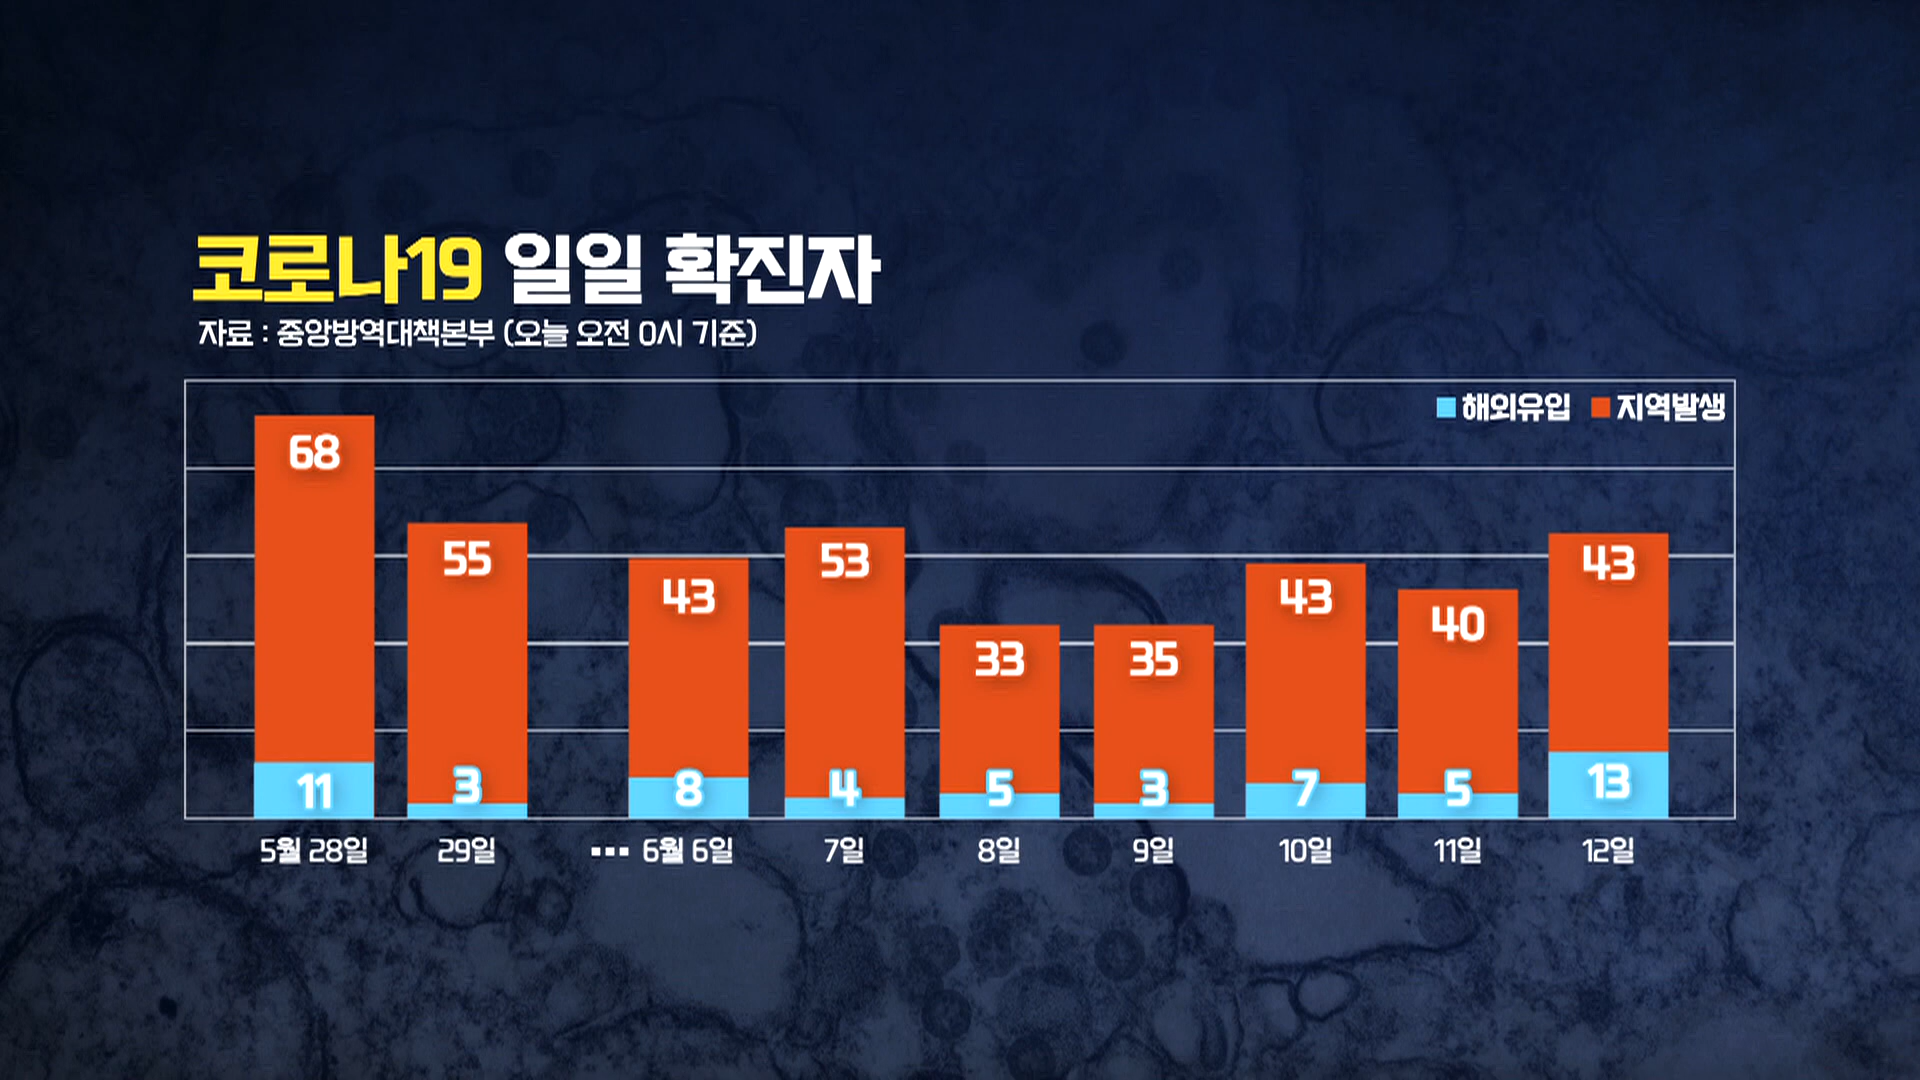 코로나19 일일 확진자
자료 : 중앙방역대책본부 (오늘 오전 0시 기준)
해외유입 지역발생
68 55 43 53 33 35 43 40 43
11 3 8 4 5 3 7 5 13
5월 28일 29일 ··· 6월 6일 7일 8일 9일 10일 11일 12일